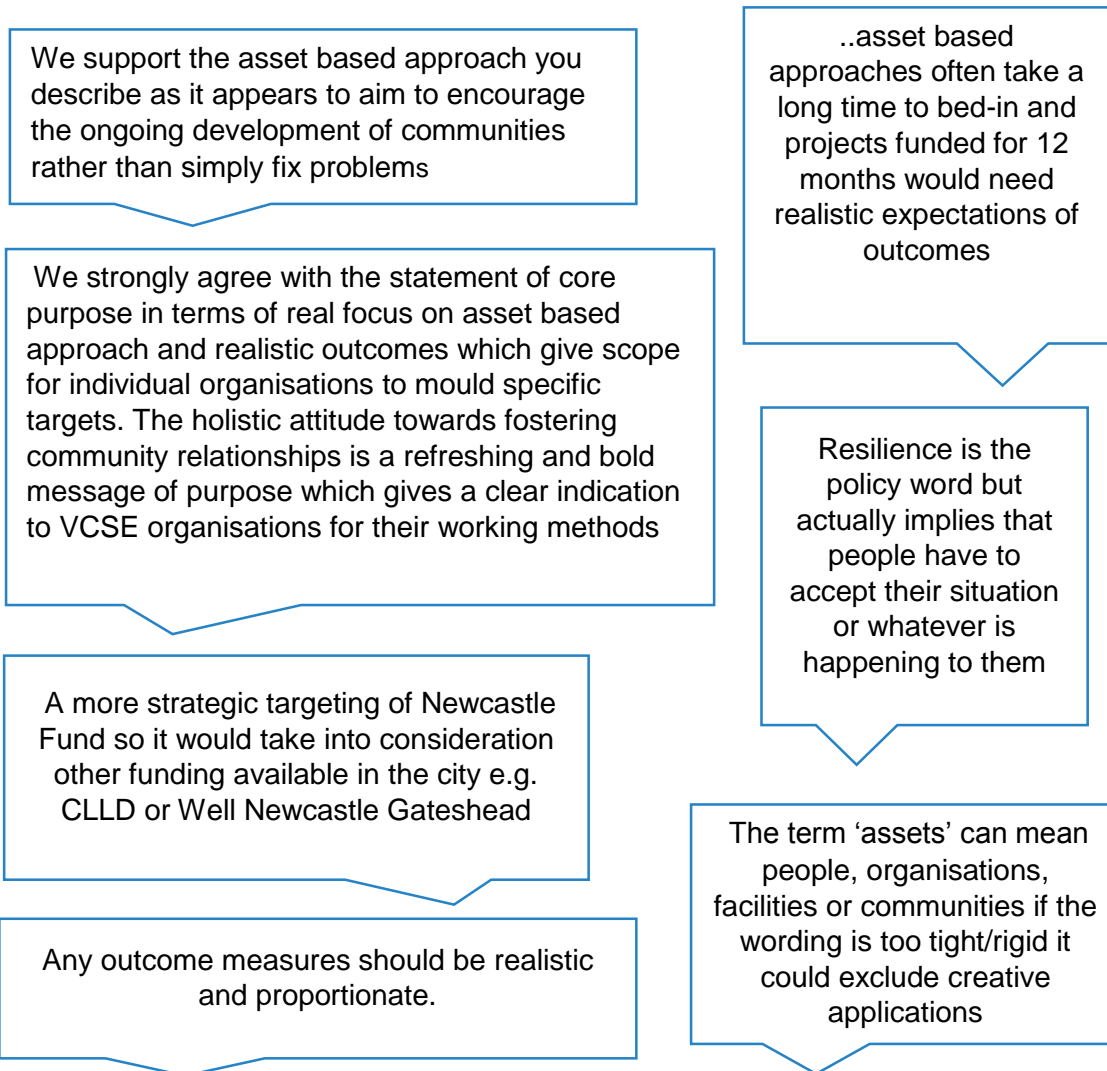 We support the asset based approach you
describe as it appears to aim to encourage
the ongoing development of communities
rather than simply fix problems
..asset based
approaches often take a
long time to bed-in and
projects funded for 12
months would need
realistic expectations of
outcomes
We strongly agree with the statement of core
purpose in terms of real focus on asset based
approach and realistic outcomes which give scope
for individual organisations to mould specific
targets. The holistic attitude towards fostering
community relationships is a refreshing and bold
message of purpose which gives a clear indication
to VCSE organisations for their working methods
Resilience is the
policy word but
actually implies that
people have to
accept their situation
or whatever is
happening to them
A more strategic targeting of Newcastle
Fund so it would take into consideration
other funding available in the city e.g.
CLLD or Well Newcastle Gateshead
The term ‘assets’ can mean
people, organisations,
facilities or communities if the
wording is too tight/rigid it
could exclude creative
applications
Any outcome measures should be realistic
and proportionate.